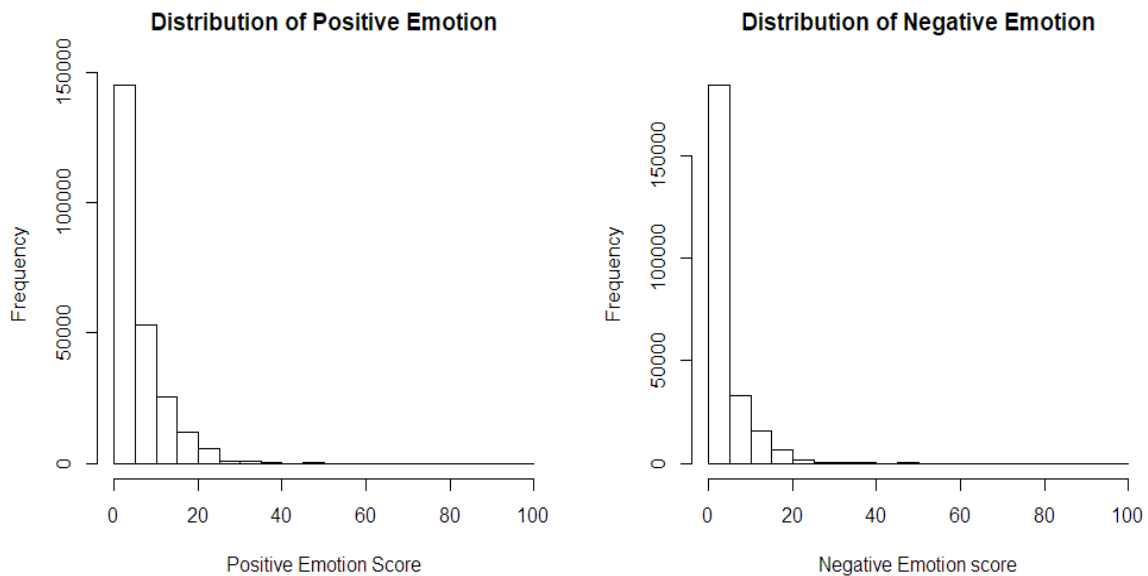 Distribution of Positive Emotion
Frequency
150000
100000
50000
0
0 20 40 60 80 100
Positive Emotion Score
Distribution of Negative Emotion
Frequency
150000
100000
50000
0
0 20 40 60 80 100
Negative Emotion score